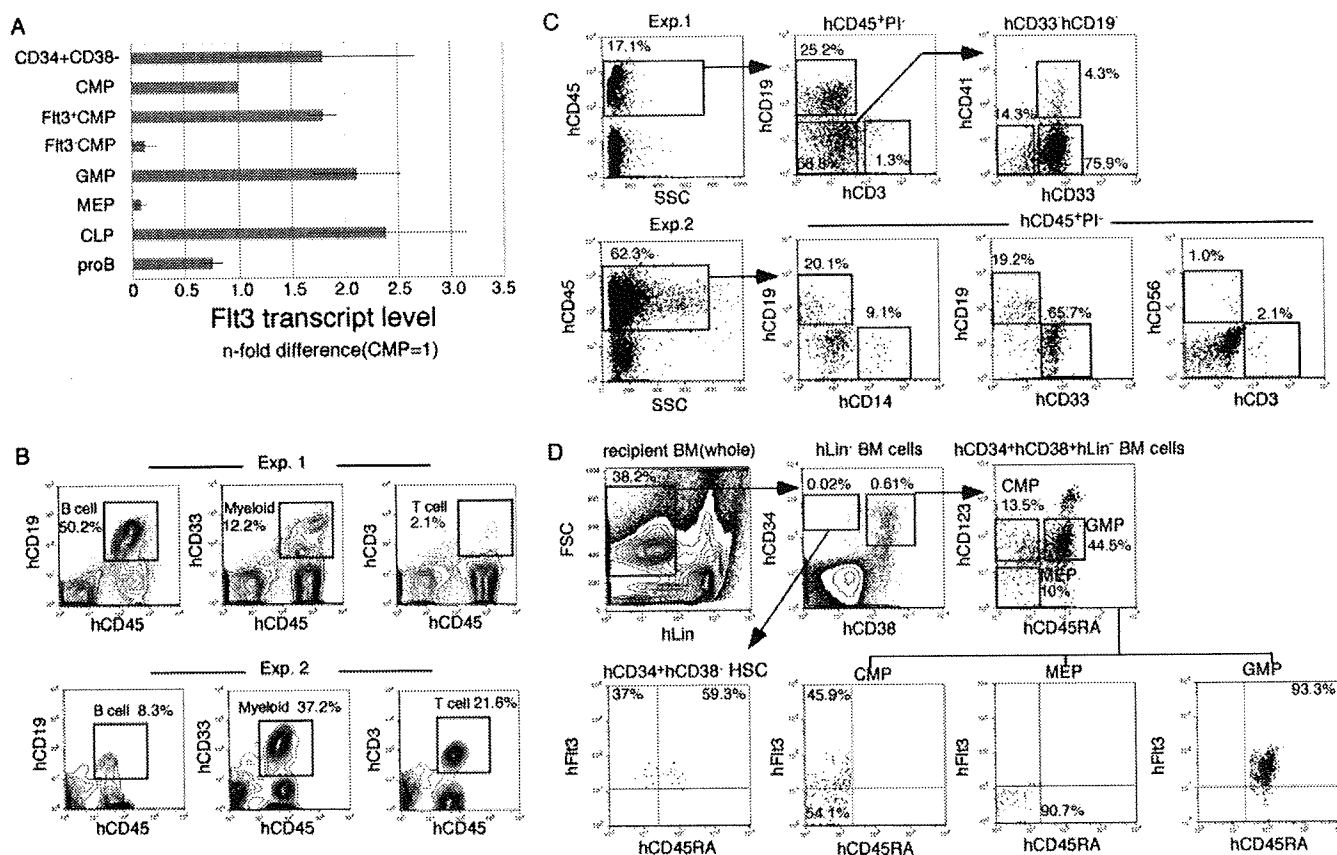 A
CD34+CD38-
CMP
Flt3+CMP
Flt3-CMP
GMP
MEP
CLP
proB
0 0.5 1.0 1.5 2.0 2.5 3.0 3.5
Flt3 transcript level
n-fold difference(CMP=1)
B
Exp. 1
B cell
50.2%
hCD19
hCD45
Myeloid
12.2%
hCD33
hCD45
T cell
2.1%
hCD3
hCD45
Exp. 2
B cell 8.3%
hCD19
hCD45
Myeloid 37.2%
hCD33
hCD45
T cell 21.6%
hCD3
hCD45
C
Exp.1
17.1%
hCD45
SSC
hCD45+PI-
25.2%
1.3%
hCD19
hCD3
hCD33-hCD19-
4.3%
14.3%
75.9%
hCD41
hCD33
Exp.2
62.3%
hCD45
SSC
hCD45+PI-
20.1%
9.1%
hCD19
hCD14
19.2%
65.7%
hCD19
hCD33
1.0%
2.1%
hCD56
hCD3
D
recipient BM(whole)
38.2%
FSC
hLin
hLin- BM cells
0.02%
0.61%
hCD34
hCD38
hCD34+hCD38+hLin- BM cells
CMP
13.5%
GMP
44.5%
MEP
10%
hCD123
hCD45RA
hCD34+hCD38- HSC
37%
59.3%
hFlt3
hCD45RA
CMP
45.9%
54.1%
hFlt3
hCD45RA
MEP
90.7%
hFlt3
hCD45RA
GMP
93.3%
hFlt3
hCD45RA